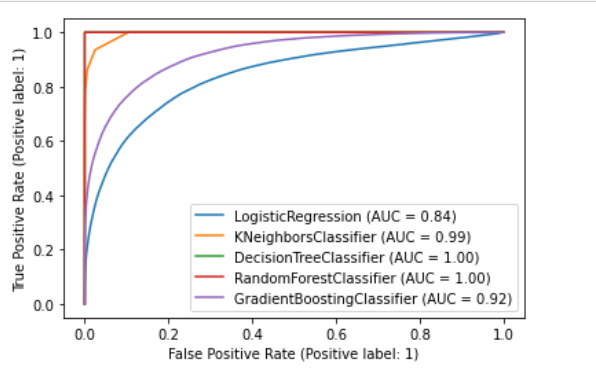 1.0
0.8
0.6
0.4
0.2
0.0
True Positive Rate (Positive label: 1)
LogisticRegression (AUC = 0.84)
KNeighborsClassifier (AUC = 0.99)
DecisionTreeClassifier (AUC = 1.00)
RandomForestClassifier (AUC = 1.00)
GradientBoostingClassifier (AUC = 0.92)
0.0 0.2 0.4 0.6 0.8 1.0
False Positive Rate (Positive label: 1)